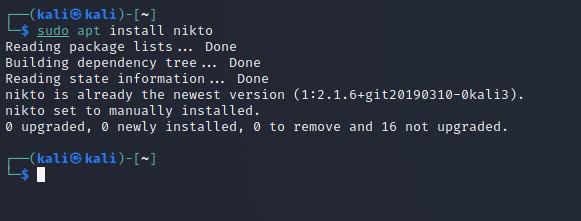 ┌──(kali㉿kali)-[~]
└─$ sudo apt install nikto
Reading package lists... Done
Building dependency tree... Done
Reading state information... Done
nikto is already the newest version (1:2.1.6+git20190310-0kali3).
nikto set to manually installed.
0 upgraded, 0 newly installed, 0 to remove and 16 not upgraded.
┌──(kali㉿kali)-[~]
└─$